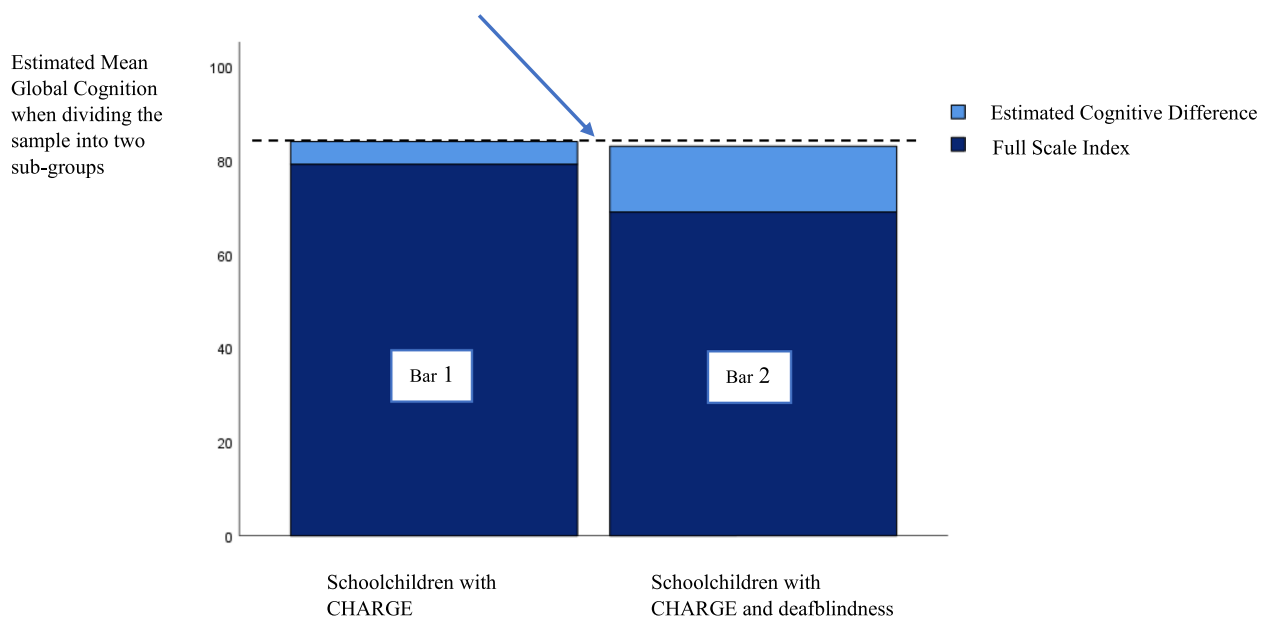 Estimated Mean
Global Cognition
when dividing the
sample into two
sub-groups
100
80
60
40
20
0
Bar 1
Bar 2
Estimated Cognitive Difference
Full Scale Index
Schoolchildren with
CHARGE
Schoolchildren with
CHARGE and deafblindness